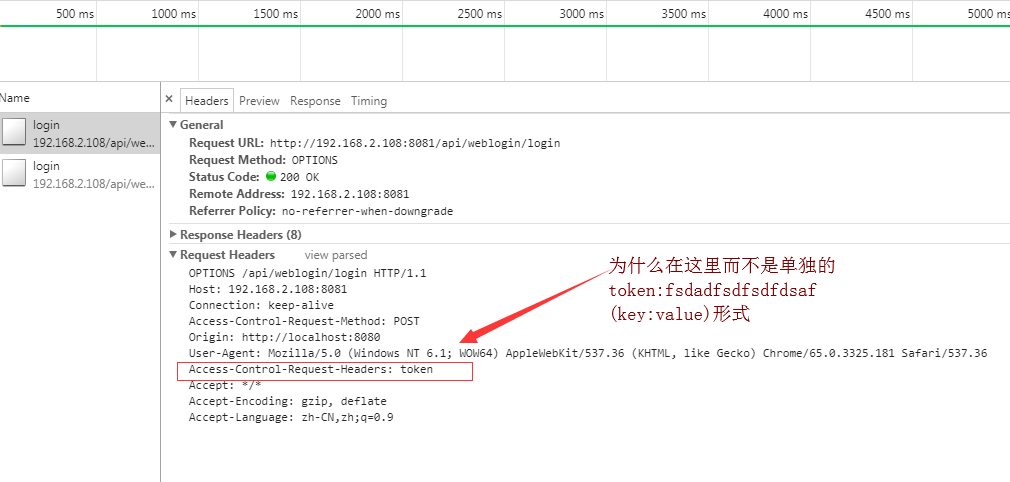 500 ms
1000 ms
1500 ms
2000 ms
2500 ms
3000 ms
3500 ms
4000 ms
4500 ms
5000 ms
Name
× Headers Preview Response Timing
login
192.168.2.108/api/we...
login
192.168.2.108/api/we...
General
Request URL: http://192.168.2.108:8081/api/weblogin/login
Request Method: OPTIONS
Status Code: 200 OK
Remote Address: 192.168.2.108:8081
Referrer Policy: no-referrer-when-downgrade
Response Headers (8)
Request Headers view parsed
OPTIONS /api/weblogin/login HTTP/1.1
Host: 192.168.2.108:8081
Connection: keep-alive
Access-Control-Request-Method: POST
Origin: http://localhost:8080
User-Agent: Mozilla/5.0 (Windows NT 6.1; WOW64) AppleWebKit/537.36 (KHTML, like Gecko) Chrome/65.0.3325.181 Safari/537.36
Access-Control-Request-Headers: token
Accept: */*
Accept-Encoding: gzip, deflate
Accept-Language: zh-CN,zh;q=0.9
为什么在这里而不是单独的
token:fsdadfsdfsdfdsaf
(key:value)形式